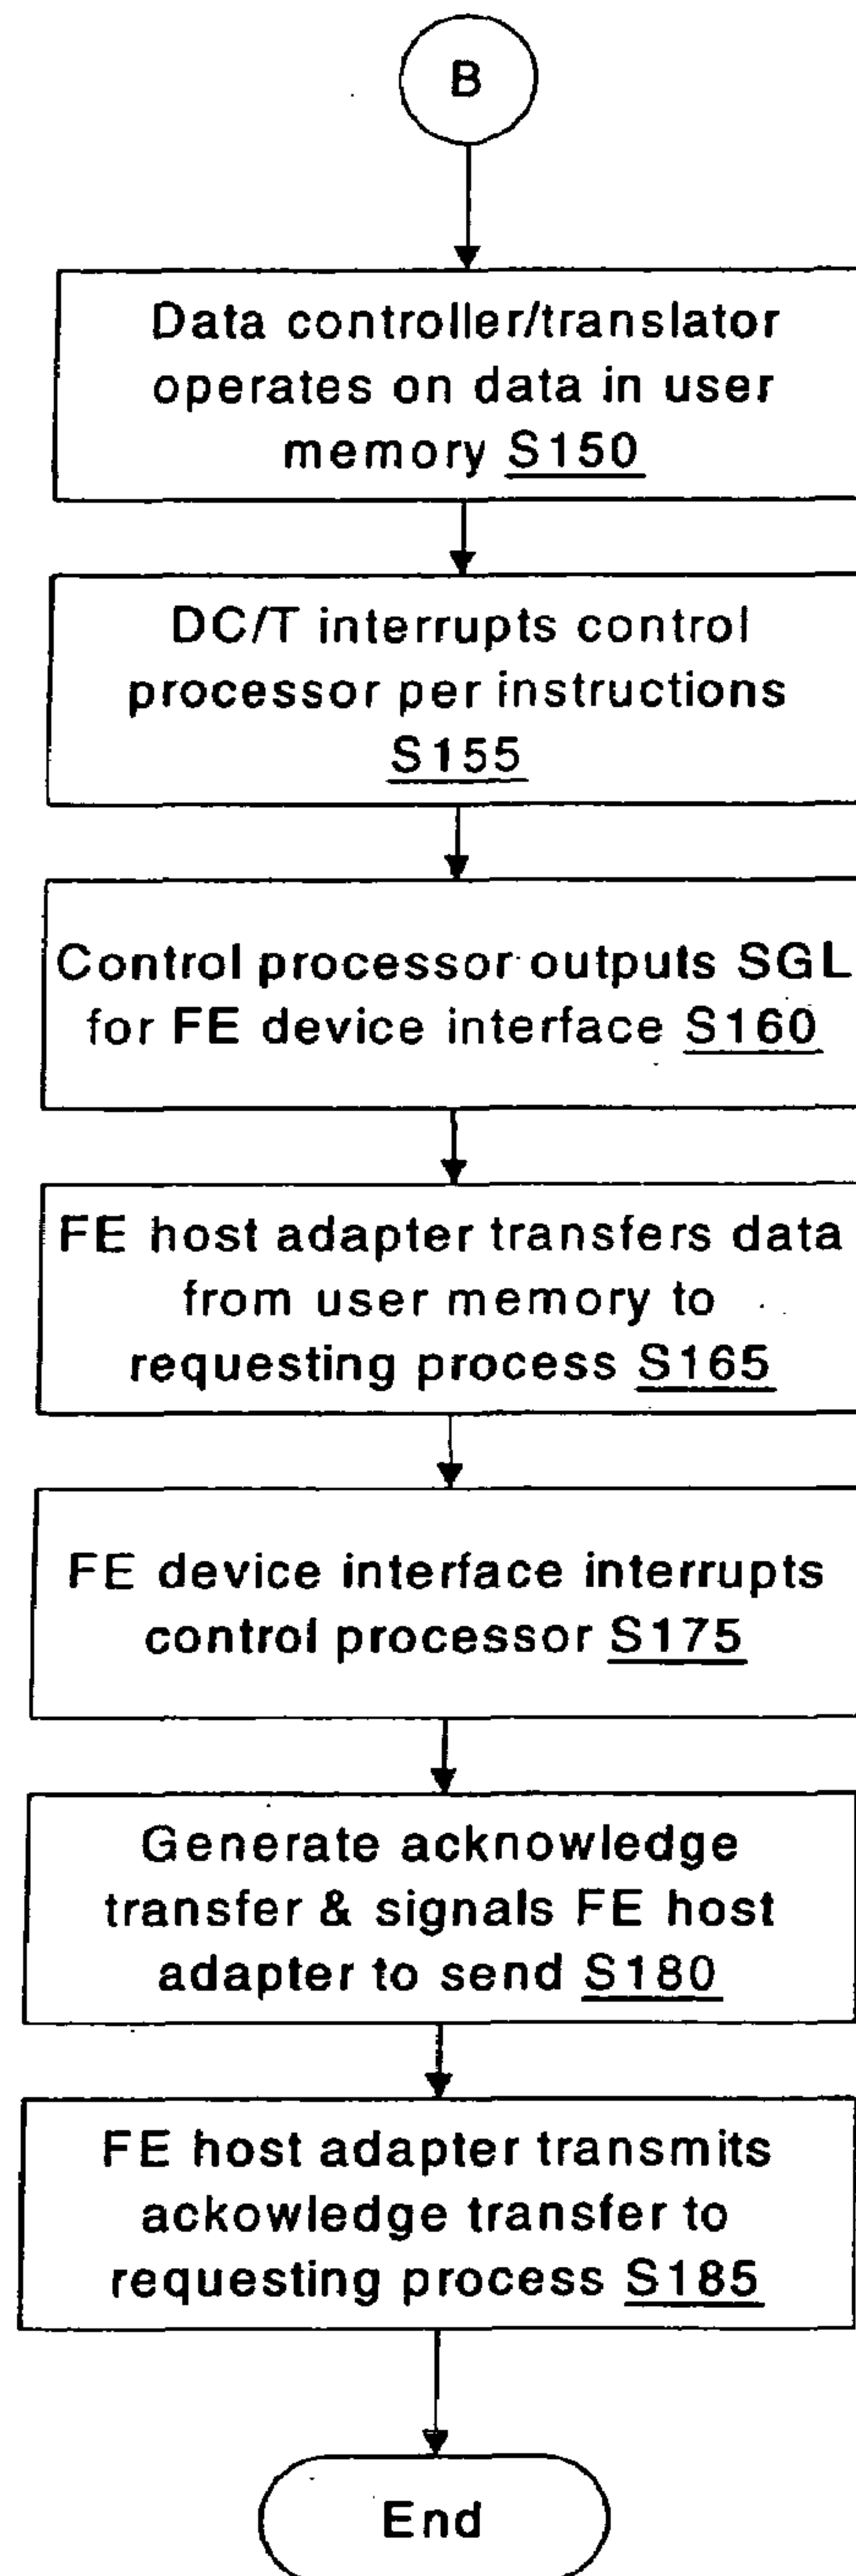 B
Data controller/translator
operates on data in user
memory S150
DC/T interrupts control
processor per instructions
S155
Control processor outputs SGL
for FE device interface S160
FE host adapter transfers data
from user memory to
requesting process S165
FE device interface interrupts
control processor S175
Generate acknowledge
transfer & signals FE host
adapter to send S180
FE host adapter transmits
ackowledge transfer to
requesting process S185
End